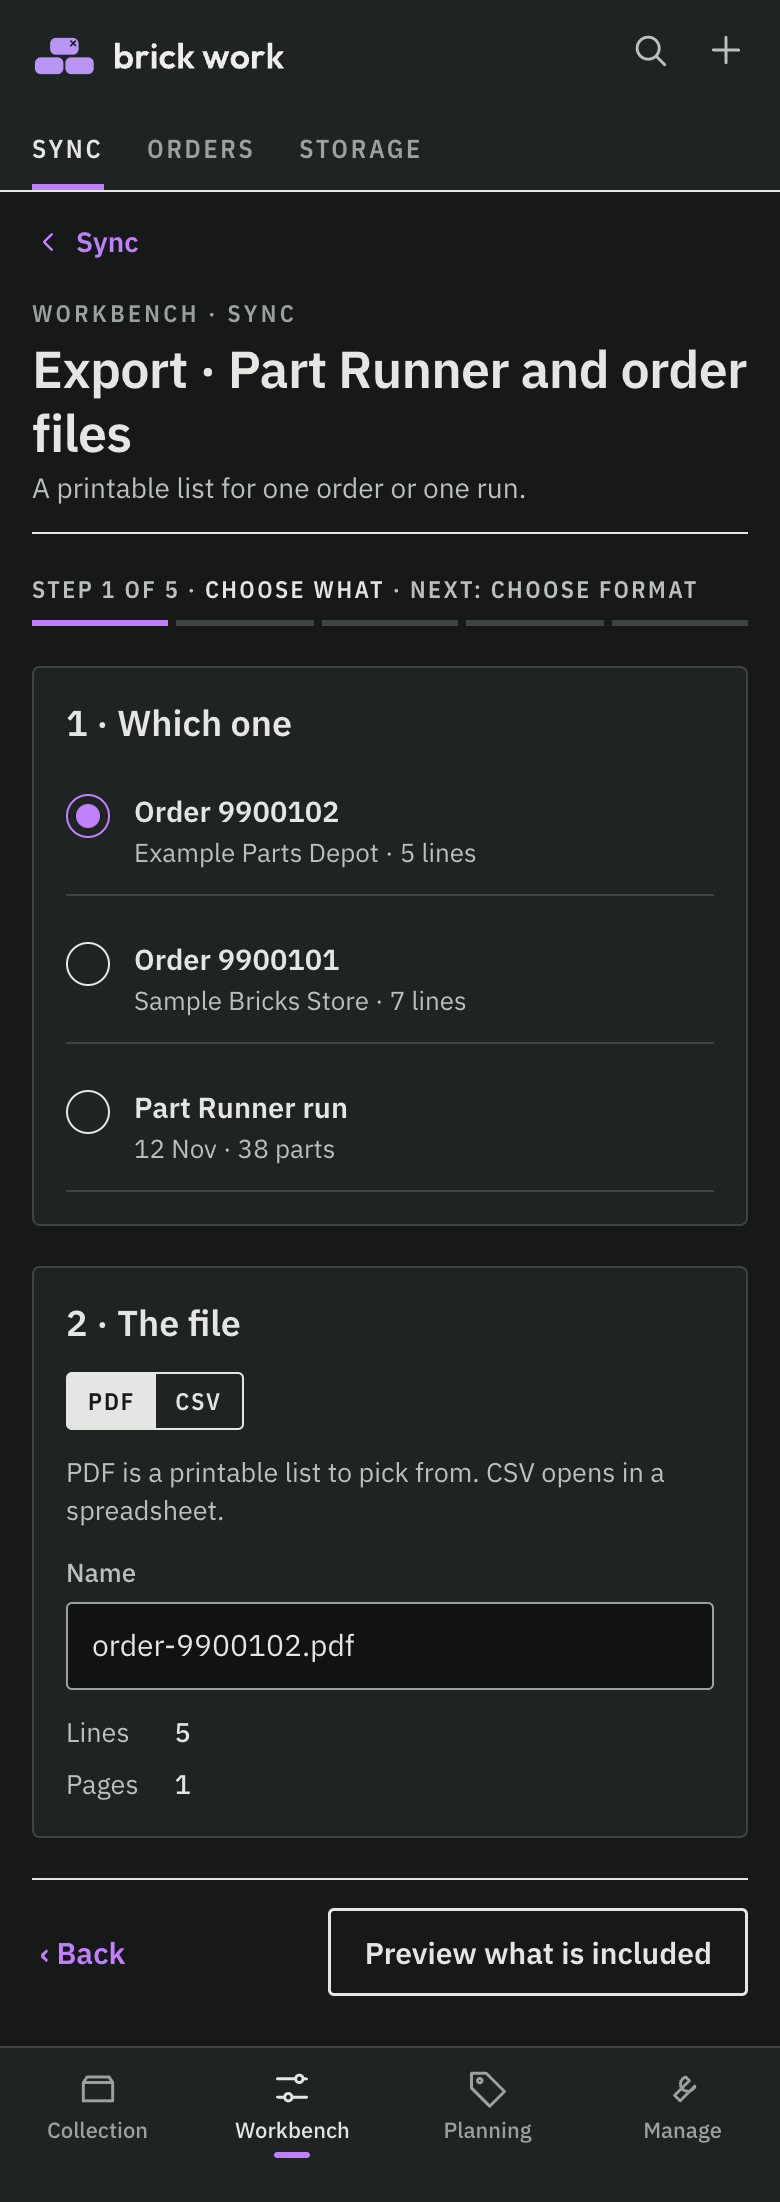 brick work
SYNC ORDERS STORAGE
Sync
WORKBENCH · SYNC
Export · Part Runner and order
files
A printable list for one order or one run.
STEP 1 OF 5 · CHOOSE WHAT · NEXT: CHOOSE FORMAT
1 · Which one
Order 9900102
Example Parts Depot · 5 lines
Order 9900101
Sample Bricks Store · 7 lines
Part Runner run
12 Nov · 38 parts
2 · The file
PDF CSV
PDF is a printable list to pick from. CSV opens in a
spreadsheet.
Name
order-9900102.pdf
Lines 5
Pages 1
‹ Back Preview what is included
Collection Workbench Planning Manage